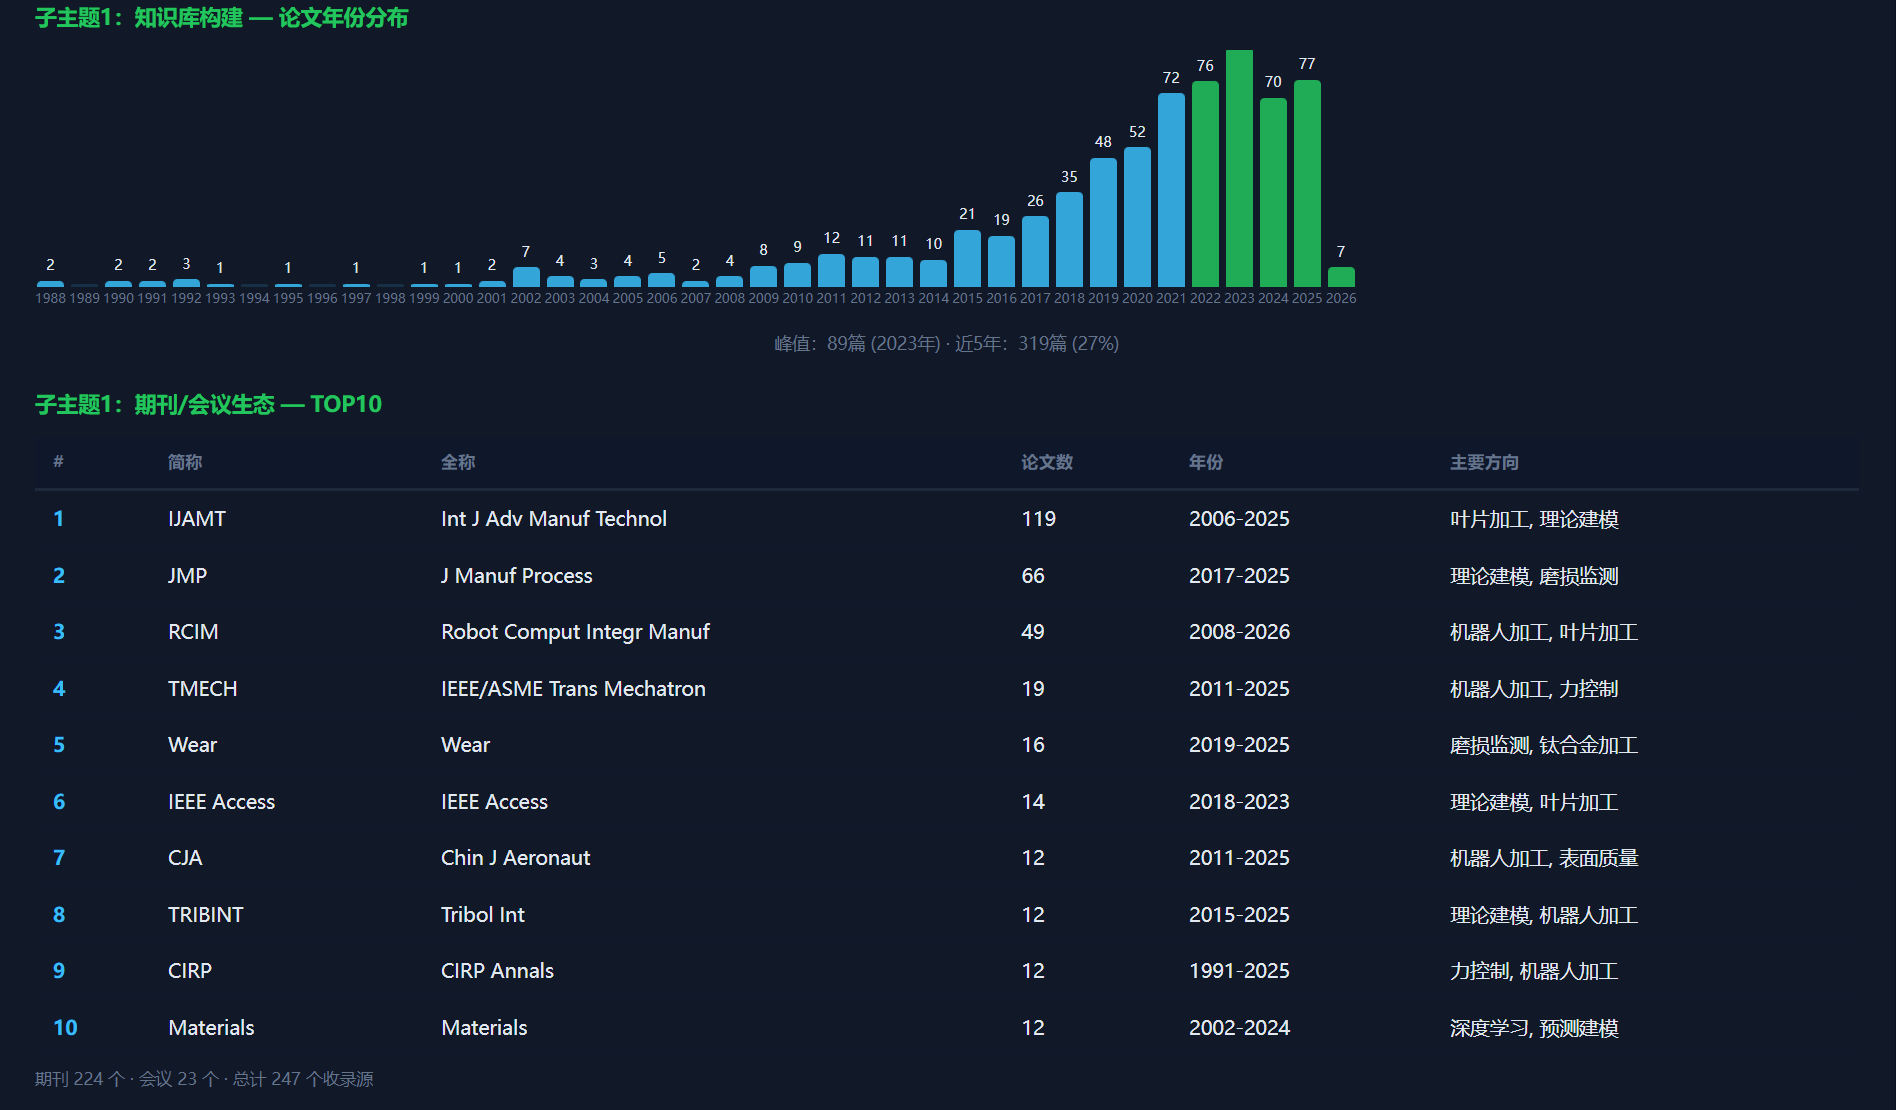 子主题1：知识库构建 — 论文年份分布
2 2 2 3 1 1 1 1 1 2 7 4 3 4 5 2 4 8 9 12 11 11 10 21 19 26 35 48 52 72 76 70 77 7
1988 1989 1990 1991 1992 1993 1994 1995 1996 1997 1998 1999 2000 2001 2002 2003 2004 2005 2006 2007 2008 2009 2010 2011 2012 2013 2014 2015 2016 2017 2018 2019 2020 2021 2022 2023 2024 2025 2026
峰值：89篇 (2023年) · 近5年：319篇 (27%)
子主题1：期刊/会议生态 — TOP10
# 简称 全称 论文数 年份 主要方向
1 IJAMT Int J Adv Manuf Technol 119 2006-2025 叶片加工, 理论建模
2 JMP J Manuf Process 66 2017-2025 理论建模, 磨损监测
3 RCIM Robot Comput Integr Manuf 49 2008-2026 机器人加工, 叶片加工
4 TMECH IEEE/ASME Trans Mechatron 19 2011-2025 机器人加工, 力控制
5 Wear Wear 16 2019-2025 磨损监测, 钛合金加工
6 IEEE Access IEEE Access 14 2018-2023 理论建模, 叶片加工
7 CJA Chin J Aeronaut 12 2011-2025 机器人加工, 表面质量
8 TRIBINT Tribol Int 12 2015-2025 理论建模, 机器人加工
9 CIRP CIRP Annals 12 1991-2025 力控制, 机器人加工
10 Materials Materials 12 2002-2024 深度学习, 预测建模
期刊 224 个 · 会议 23 个 · 总计 247 个收录源